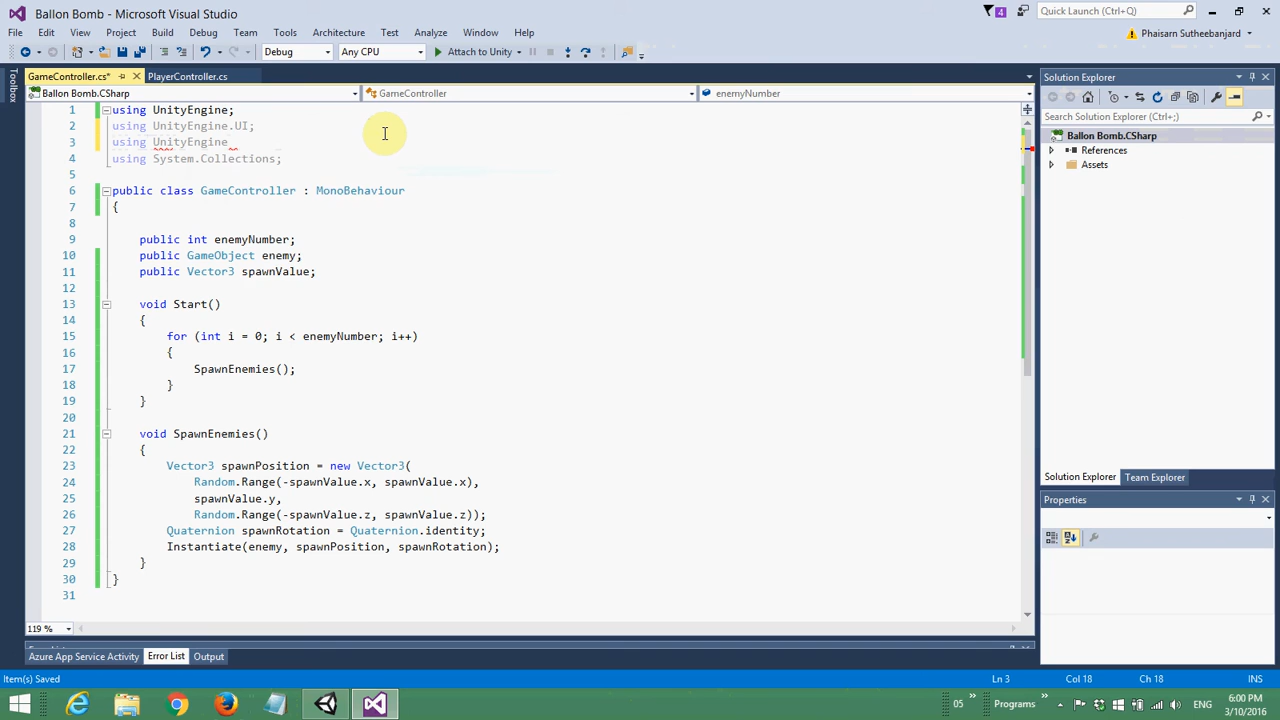 Ballon Bomb - Microsoft Visual Studio
4
Quick Launch (Ctrl+Q)
File Edit View Project Build Debug Team Tools Architecture Test Analyze Window Help
Phaisarn Sutheebanjard
Debug Any CPU Attach to Unity
Toolbox
GameController.cs* PlayerController.cs
Ballon Bomb.CSharp GameController enemyNumber
1 using UnityEngine;
2 using UnityEngine.UI;
3 using UnityEngine
4 using System.Collections;
5
6 public class GameController : MonoBehaviour
7 {
8
9 public int enemyNumber;
10 public GameObject enemy;
11 public Vector3 spawnValue;
12
13 void Start()
14 {
15 for (int i = 0; i < enemyNumber; i++)
16 {
17 SpawnEnemies();
18 }
19 }
20
21 void SpawnEnemies()
22 {
23 Vector3 spawnPosition = new Vector3(
24 Random.Range(-spawnValue.x, spawnValue.x),
25 spawnValue.y,
26 Random.Range(-spawnValue.z, spawnValue.z));
27 Quaternion spawnRotation = Quaternion.identity;
28 Instantiate(enemy, spawnPosition, spawnRotation);
29 }
30 }
31
119 %
Solution Explorer
Search Solution Explorer (Ctrl+;)
Ballon Bomb.CSharp
References
Assets
Solution Explorer Team Explorer
Properties
Azure App Service Activity Error List Output
Item(s) Saved Ln 3 Col 18 Ch 18 INS
05 Programs ENG
6:00 PM
3/10/2016